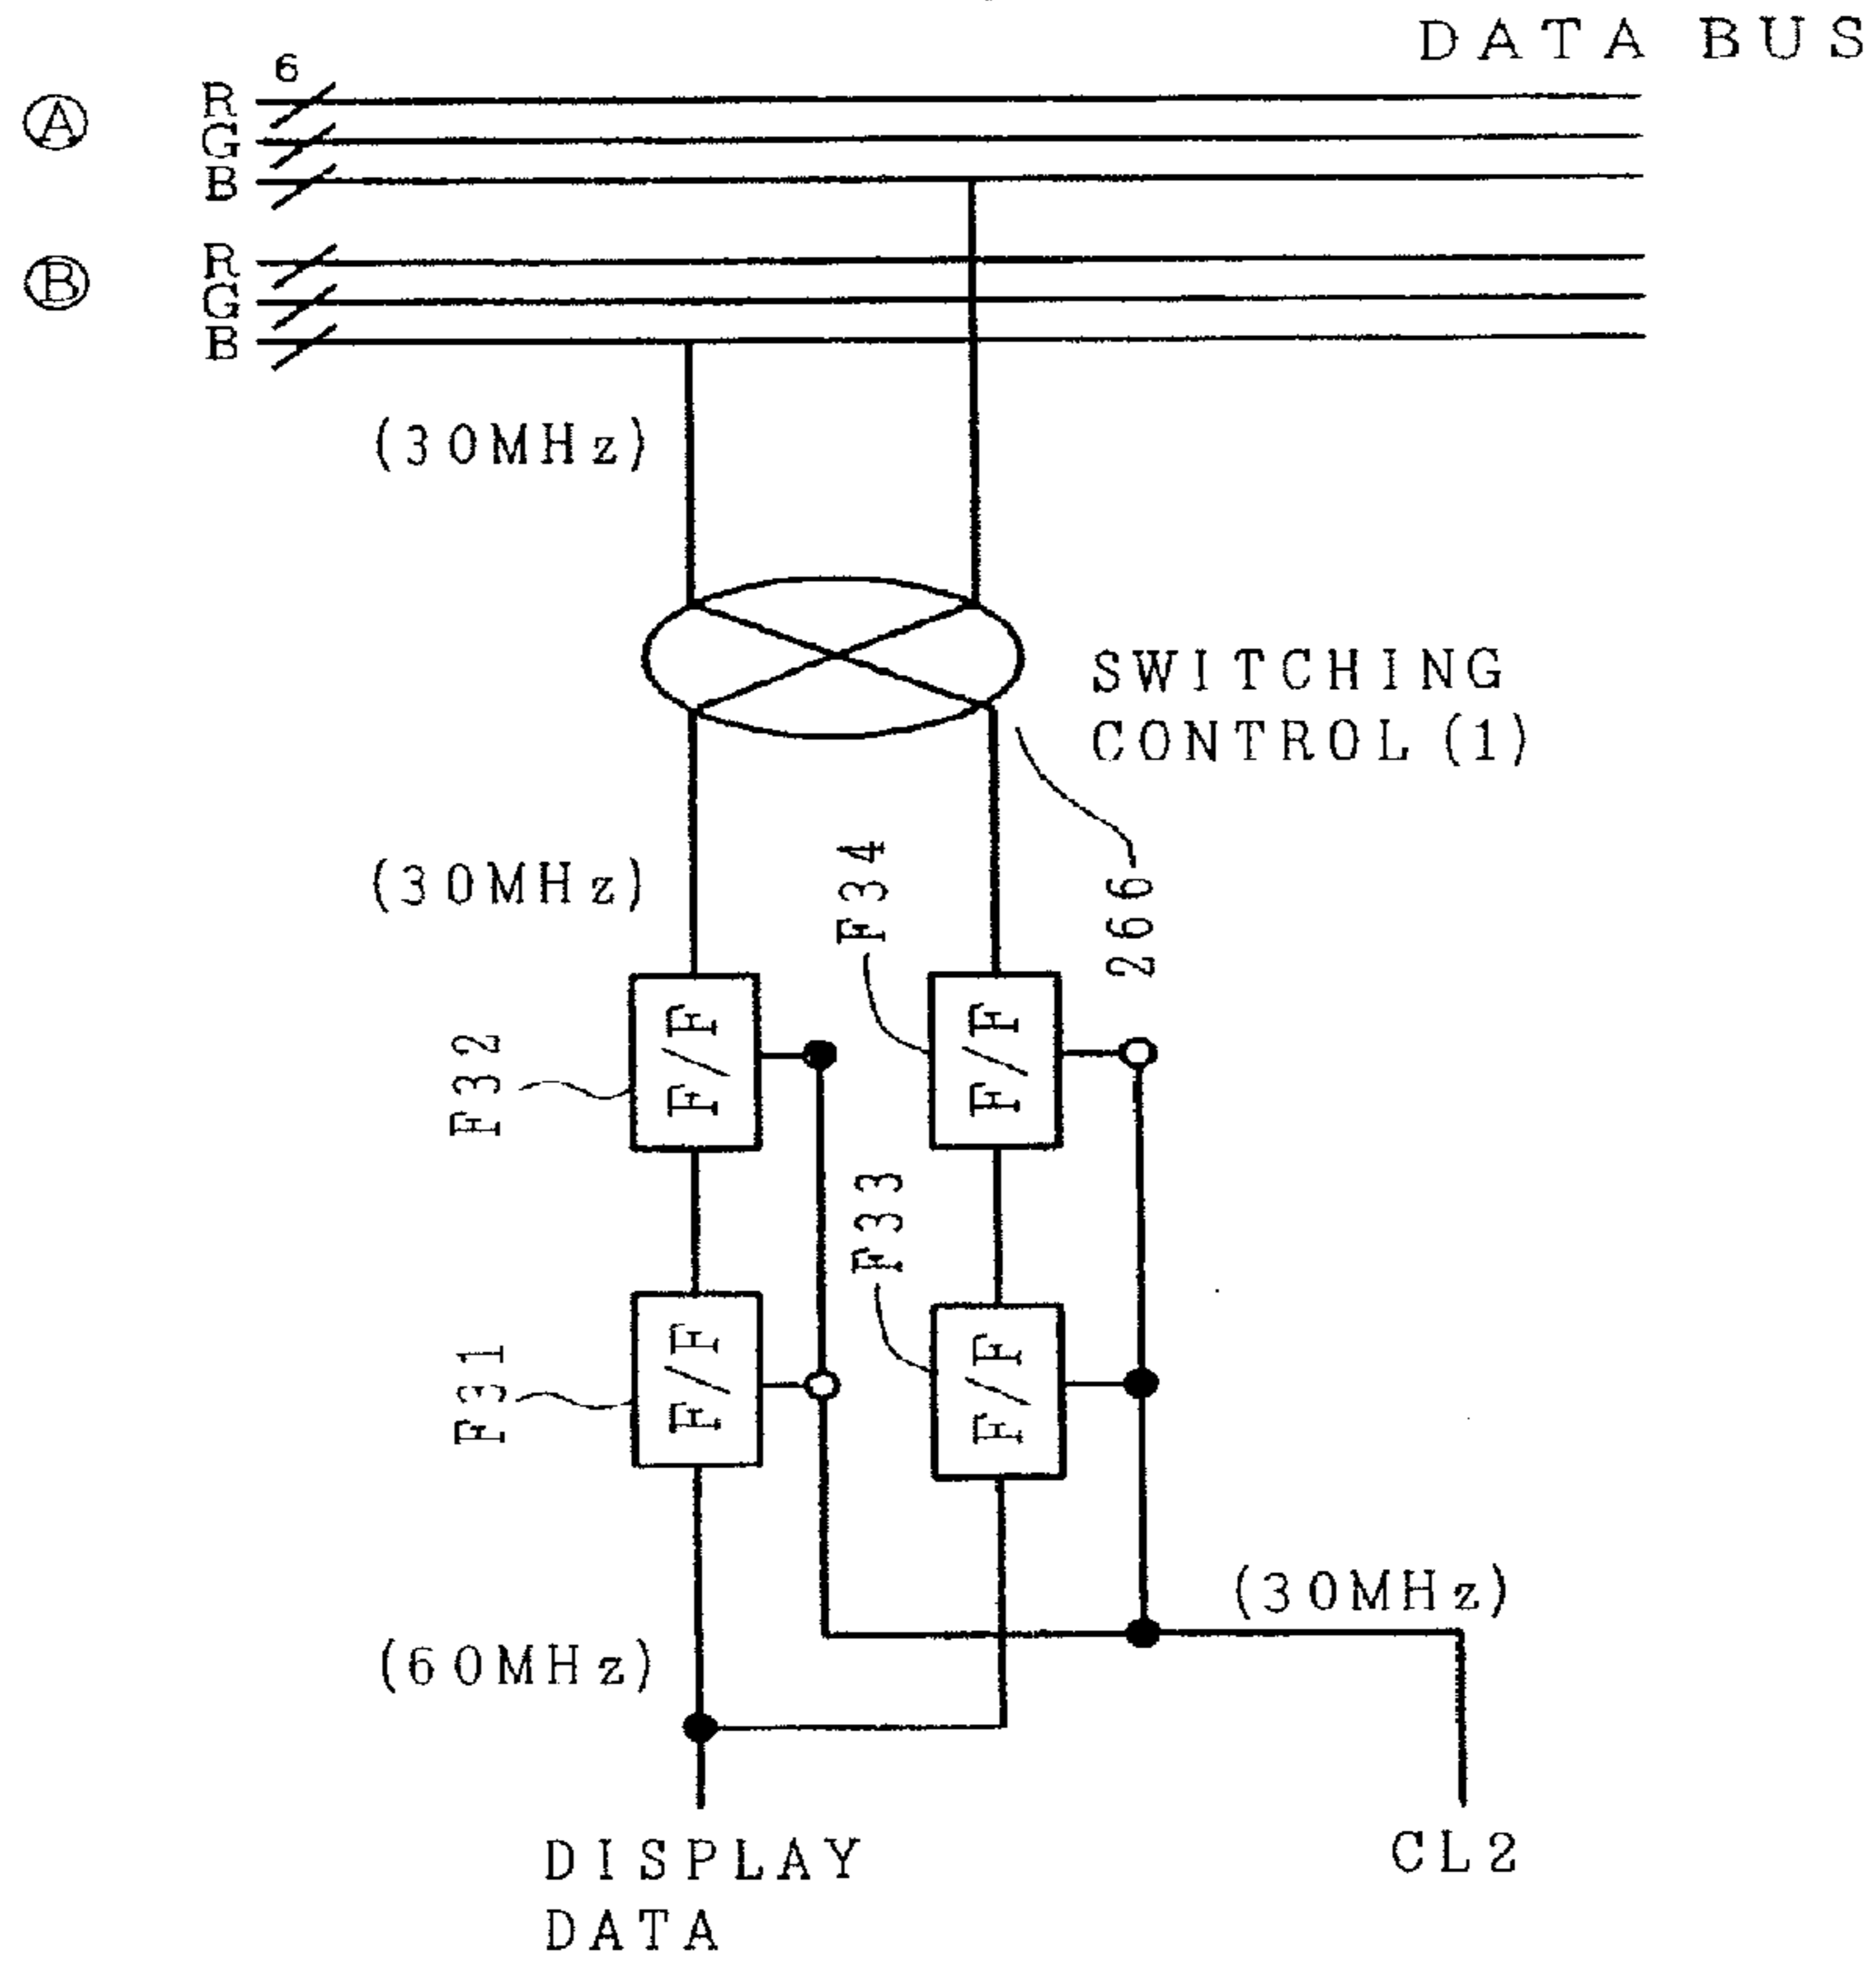 DATA BUS
6
Ⓐ
R
G
B
Ⓑ
R
G
B
(30MHz)
SWITCHING
CONTROL (1)
(30MHz)
F34
266
F32
F/F
F/F
F33
F31
F/F
F/F
(30MHz)
(60MHz)
DISPLAY
DATA
CL2